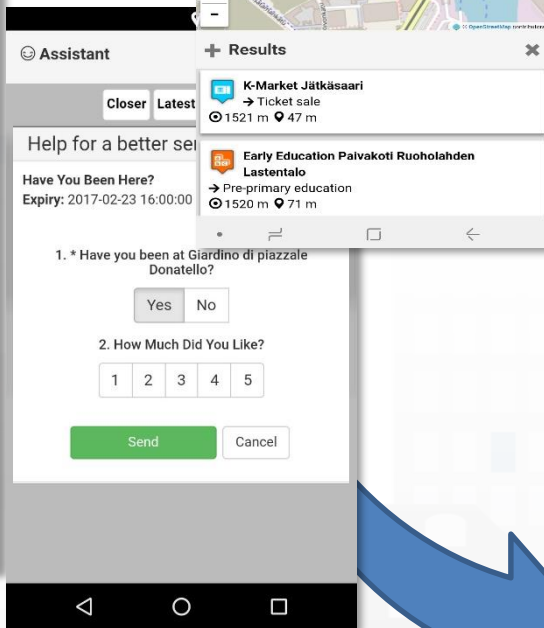 -
© OpenStreetMap contributors
Assistant
+ Results
✖
Closer Latest
K-Market Jätkäsaari
→ Ticket sale
1521 m 47 m
Help for a better
Early Education Paivakoti Ruoholahden
Lastentalo
→ Pre-primary education
1520 m 71 m
Have You Been Here?
Expiry: 2017-02-23 16:00:00
1. * Have you been at Giardino di piazzale
Donatello?
Yes No
2. How Much Did You Like?
1 2 3 4 5
Send Cancel